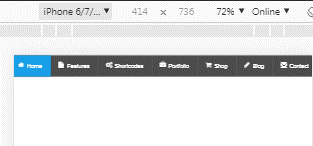 iPhone 6/7/... ▼ 414 × 736 72% ▼ Online ▼
Home Features Shortcodes Portfolio Shop Blog Contact